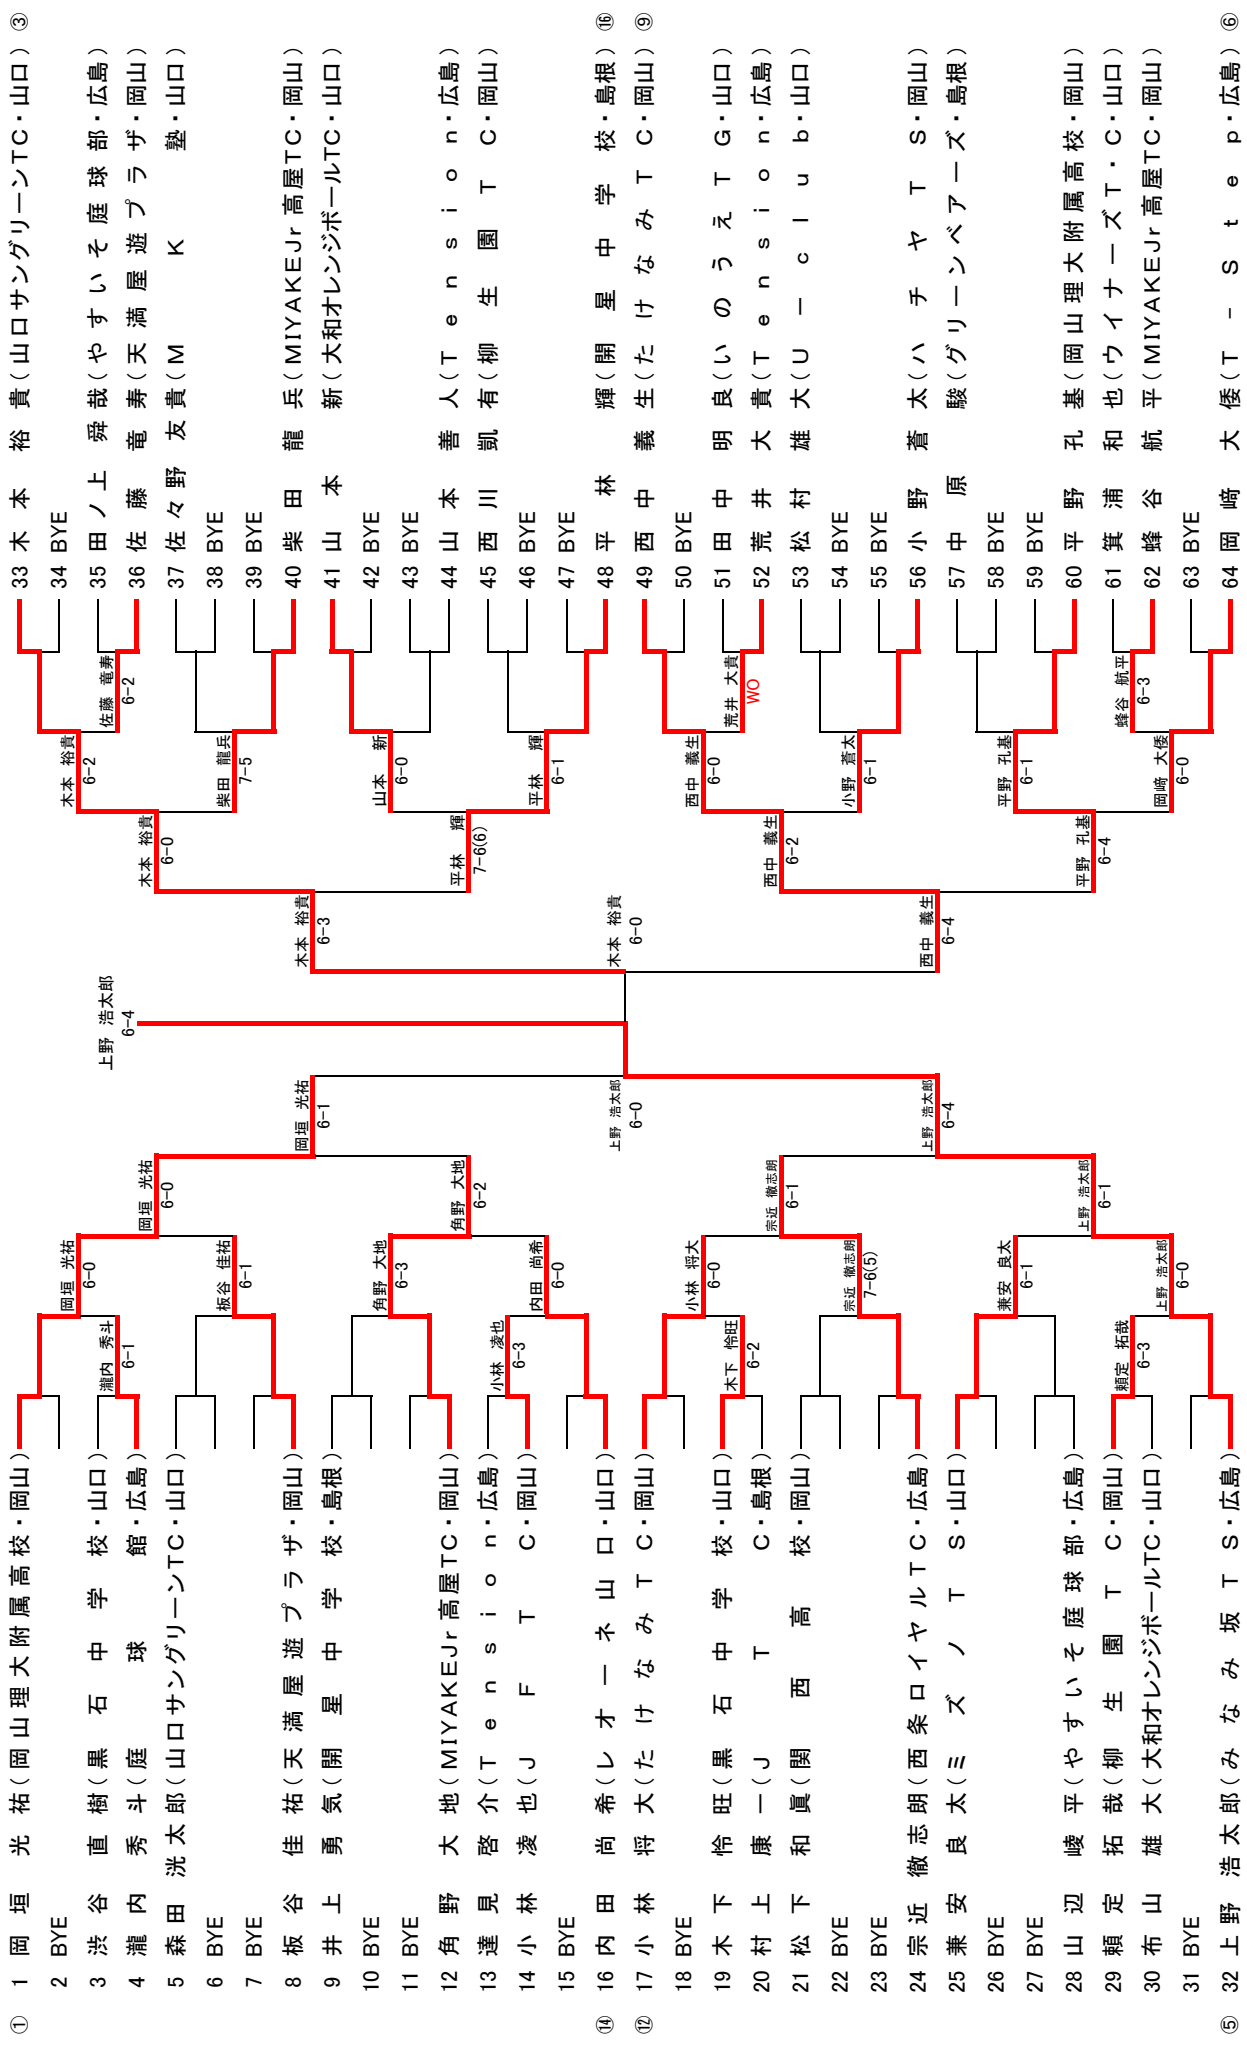 ① 1 岡垣 光祐(岡山理大附属高校・岡山)
2 BYE
3 渋谷 直樹(黒石中学校・山口)
4 瀧内 秀斗(庭球館・広島)
5 森田 洸太郎(山口サングリーンTC・山口)
6 BYE
7 BYE
8 板谷 佳祐(天満屋遊プラザ・岡山)
9 井上 勇気(開星中学校・島根)
10 BYE
11 BYE
12 角野 大地(MIYAKEJr高屋TC・岡山)
13 達見 啓介(Tension・広島)
14 小林 凌也(JFTC・岡山)
15 BYE
⑭ 16 内田 尚希(レオーネ山口・山口)
⑫ 17 小林 将大(たけなみTC・岡山)
18 BYE
19 木下 怜旺(黒石中学校・山口)
20 村上 康一(JTC・島根)
21 松下 和眞(関西高校・岡山)
22 BYE
23 BYE
24 宗近 徹志朗(西条ロイヤルTC・広島)
25 兼安 良太(ミズノTS・山口)
26 BYE
27 BYE
28 山辺 崚平(やすいそ庭球部・広島)
29 頼定 拓哉(柳生園TC・岡山)
30 布山 雄大(大和オレンジボールTC・山口)
31 BYE
⑤ 32 上野 浩太郎(みなみ坂TS・広島)
瀧内 秀斗
6-1
小林 凌也
6-3
木下 怜旺
6-2
頼定 拓哉
6-3
岡垣 光祐
6-0
板谷 佳祐
6-1
角野 大地
6-3
内田 尚希
6-0
小林 将大
6-0
宗近 徹志朗
7-6(5)
兼安 良太
6-1
上野 浩太郎
6-0
岡垣 光祐
6-0
角野 大地
6-2
宗近 徹志朗
6-1
上野 浩太郎
6-1
岡垣 光祐
6-1
上野 浩太郎
6-4
上野 浩太郎
6-0
上野 浩太郎
6-4
木本 裕貴
6-0
木本 裕貴
6-3
西中 義生
6-4
木本 裕貴
6-0
平林 輝
7-6(6)
西中 義生
6-2
平野 孔基
6-4
木本 裕貴
6-2
柴田 龍兵
7-5
山本 新
6-0
平林 輝
6-1
西中 義生
6-0
小野 蒼太
6-1
平野 孔基
6-1
岡﨑 大倭
6-0
佐藤 竜寿
6-2
荒井 大貴
WO
蜂谷 航平
6-3
33 木本 裕貴(山口サングリーンTC・山口) ③
34 BYE
35 田ノ上 舜哉(やすいそ庭球部・広島)
36 佐藤 竜寿(天満屋遊プラザ・岡山)
37 佐々野 友貴(MK塾・山口)
38 BYE
39 BYE
40 柴田 龍兵(MIYAKEJr高屋TC・岡山)
41 山本 新(大和オレンジボールTC・山口)
42 BYE
43 BYE
44 山本 善人(Tension・広島)
45 西川 凱有(柳生園TC・岡山)
46 BYE
47 BYE
48 平林 輝(開星中学校・島根) ⑯
49 西中 義生(たけなみTC・岡山) ⑨
50 BYE
51 田中 明良(いのうえTG・山口)
52 荒井 大貴(Tension・広島)
53 松村 雄大(U-club・山口)
54 BYE
55 BYE
56 小野 蒼太(ハチヤTS・岡山)
57 中原 駿(グリーンベアーズ・島根)
58 BYE
59 BYE
60 平野 孔基(岡山理大附属高校・岡山)
61 箕浦 和也(ウイナーズT・C・山口)
62 蜂谷 航平(MIYAKEJr高屋TC・岡山)
63 BYE
64 岡﨑 大倭(T-Step・広島) ⑥